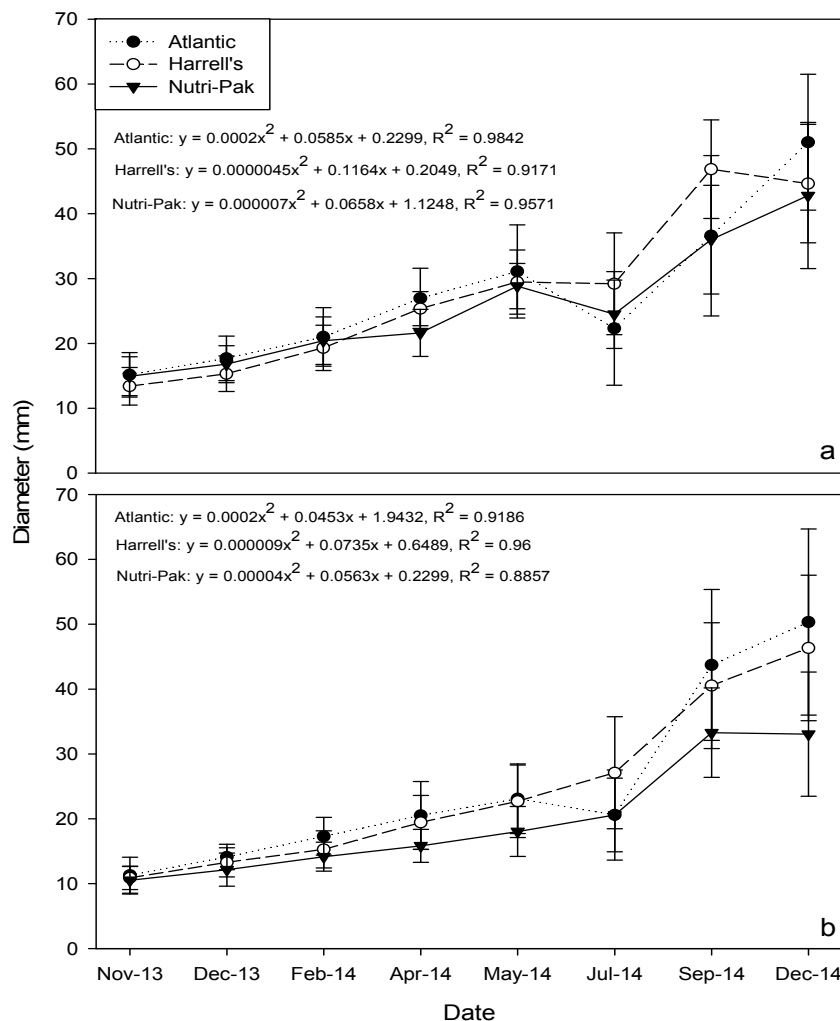 70
60
50
40
30
20
10
0
Atlantic
Harrell's
Nutri-Pak
Atlantic: y = 0.0002x² + 0.0585x + 0.2299, R² = 0.9842
Harrell's: y = 0.0000045x² + 0.1164x + 0.2049, R² = 0.9171
Nutri-Pak: y = 0.000007x² + 0.0658x + 1.1248, R² = 0.9571
a
Diameter (mm)
70
60
50
40
30
20
10
0
Atlantic: y = 0.0002x² + 0.0453x + 1.9432, R² = 0.9186
Harrell's: y = 0.000009x² + 0.0735x + 0.6489, R² = 0.96
Nutri-Pak: y = 0.00004x² + 0.0563x + 0.2299, R² = 0.8857
b
Nov-13 Dec-13 Feb-14 Apr-14 May-14 Jul-14 Sep-14 Dec-14
Date